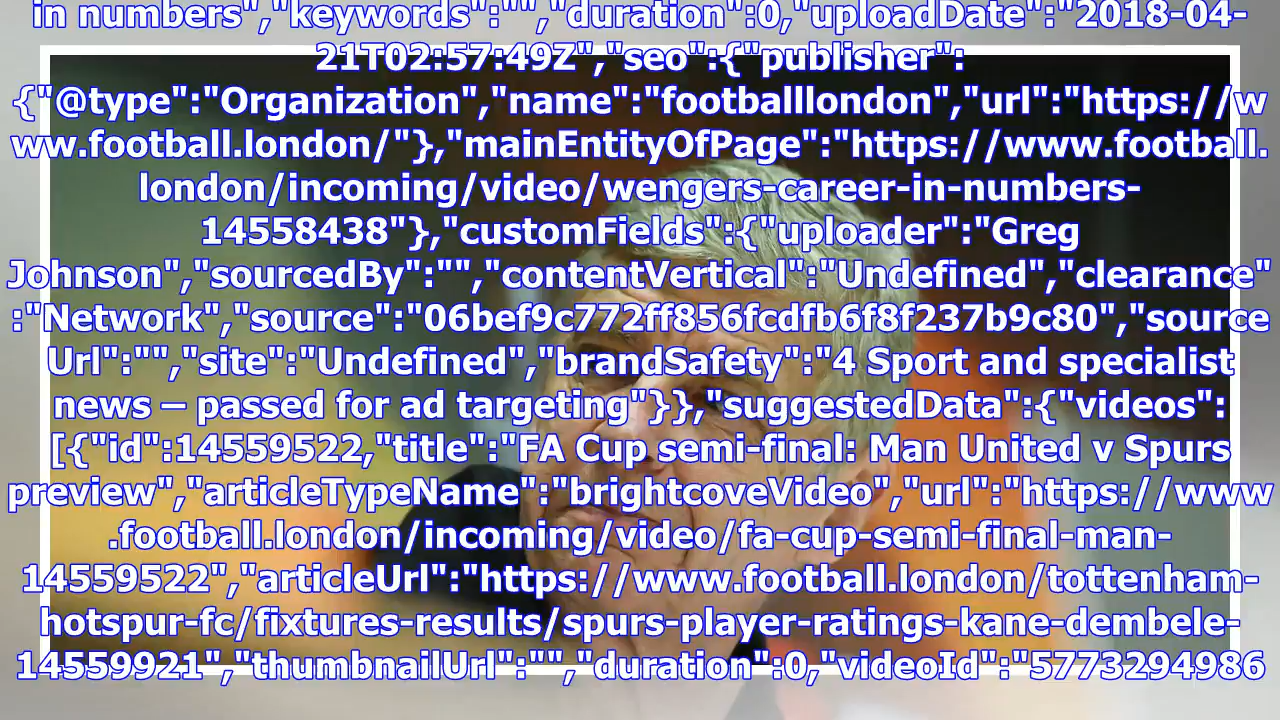 in numbers","keywords":"","duration":0,"uploadDate":"2018-04-
21T02:57:49Z","seo":{"publisher":
{"@type":"Organization","name":"footballlondon","url":"https://w
ww.football.london/"},"mainEntityOfPage":"https://www.football.
london/incoming/video/wengers-career-in-numbers-
14558438"},"customFields":{"uploader":"Greg
Johnson","sourcedBy":"","contentVertical":"Undefined","clearance"
:"Network","source":"06bef9c772ff856fcdfb6f8f237b9c80","source
Url":"","site":"Undefined","brandSafety":"4 Sport and specialist
news – passed for ad targeting"}},"suggestedData":{"videos":
[{"id":14559522,"title":"FA Cup semi-final: Man United v Spurs
preview","articleTypeName":"brightcoveVideo","url":"https://www
.football.london/incoming/video/fa-cup-semi-final-man-
14559522","articleUrl":"https://www.football.london/tottenham-
hotspur-fc/fixtures-results/spurs-player-ratings-kane-dembele-
14559921","thumbnailUrl":"","duration":0,"videoId":"5773294986